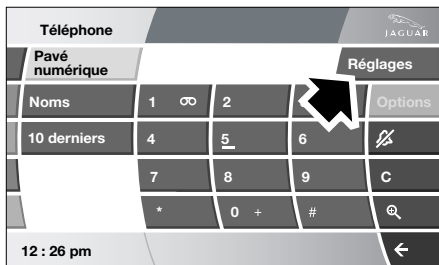 Téléphone
JAGUAR
Pavé
numérique
Réglages
Noms
1
2
Options
10 derniers
4
5
6
7
8
9
C
*
0 +
#
12 : 26 pm